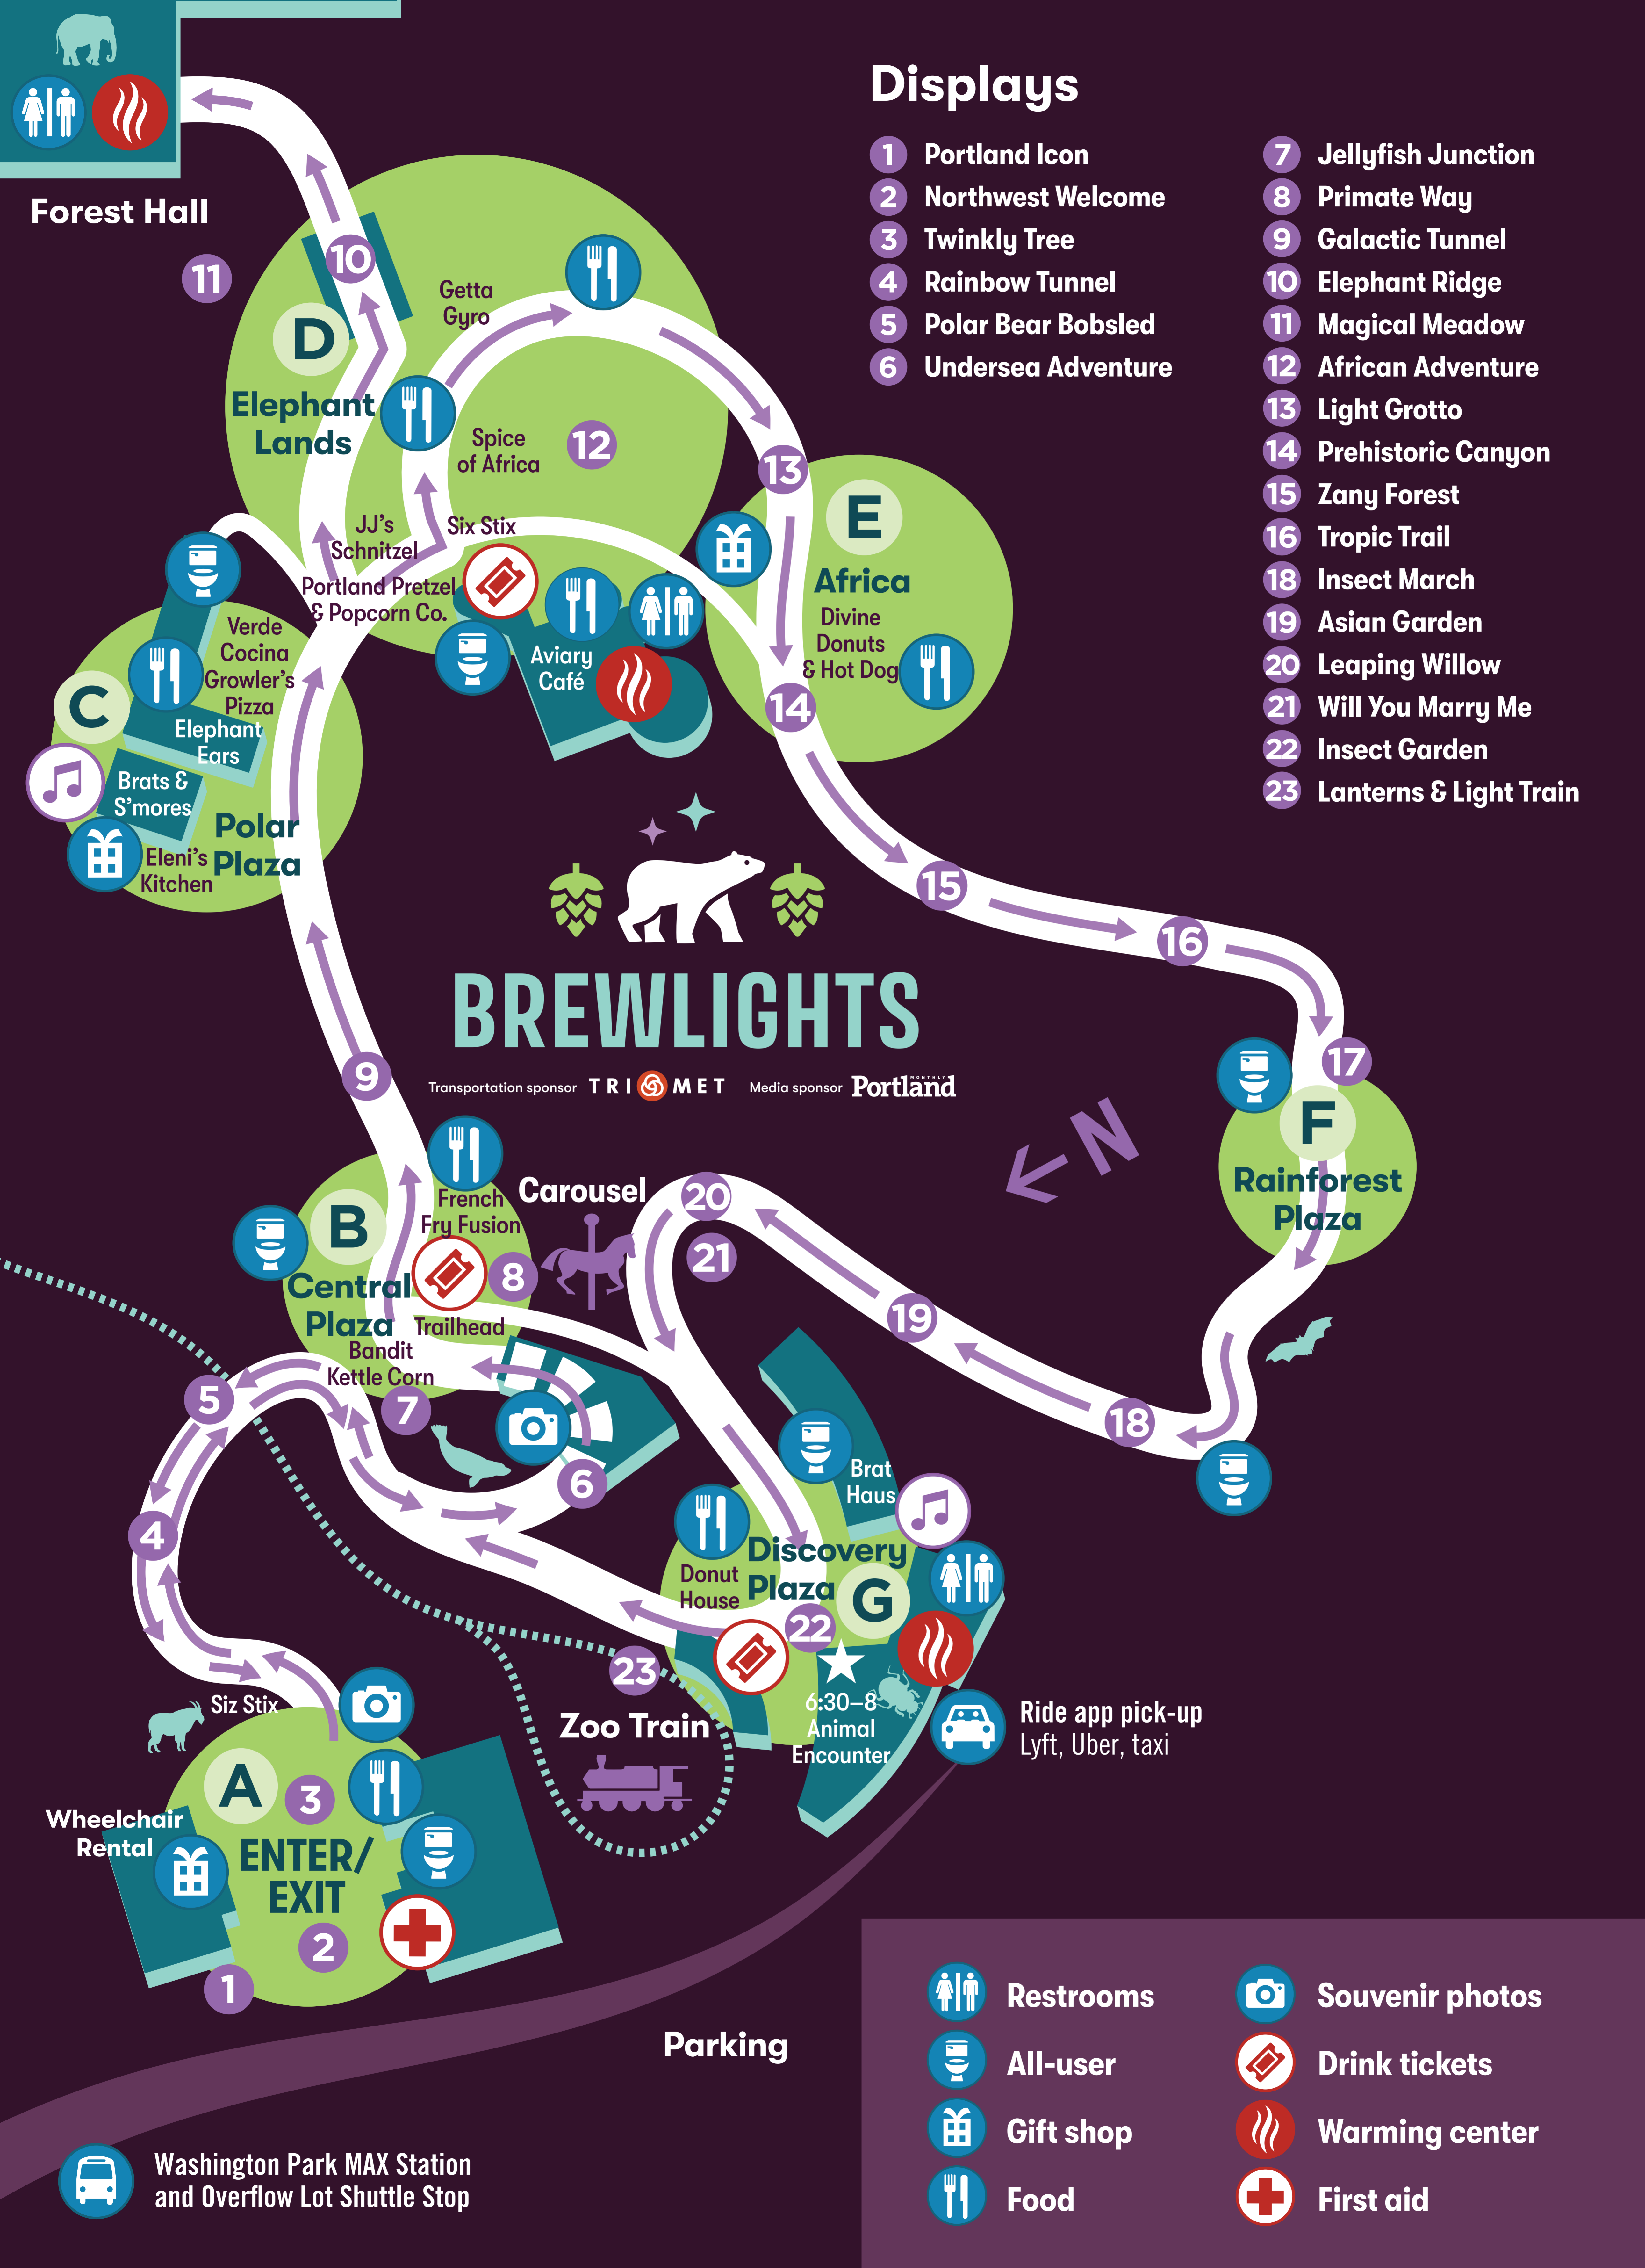 Displays
1 Portland Icon
2 Northwest Welcome
3 Twinkly Tree
4 Rainbow Tunnel
5 Polar Bear Bobsled
6 Undersea Adventure
7 Jellyfish Junction
8 Primate Way
9 Galactic Tunnel
10 Elephant Ridge
11 Magical Meadow
12 African Adventure
13 Light Grotto
14 Prehistoric Canyon
15 Zany Forest
16 Tropic Trail
18 Insect March
19 Asian Garden
20 Leaping Willow
21 Will You Marry Me
22 Insect Garden
23 Lanterns & Light Train
Forest Hall
11
10
D
Elephant
Lands
Getta
Gyro
Spice
of Africa
12
13
JJ's
Schnitzel
Six Stix
Portland Pretzel
& Popcorn Co.
Aviary
Café
E
Africa
Divine
Donuts
& Hot Dog
14
C
Verde
Cocina
Growler's
Pizza
Elephant
Ears
Brats &
S'mores
Polar
Plaza
Eleni's
Kitchen
15
16
17
F
Rainforest
Plaza
BREWLIGHTS
Transportation sponsor TRI MET
Media sponsor Portland
MONTHLY
N
9
B
Central
Plaza
French
Fry Fusion
8
Trailhead
Bandit
Kettle Corn
7
Carousel
20
21
19
18
5
4
6
Brat
Haus
Donut
House
Discovery
Plaza
G
22
23
Zoo Train
6:30–8
Animal
Encounter
Ride app pick-up
Lyft, Uber, taxi
Siz Stix
A
3
Wheelchair
Rental
ENTER/
EXIT
2
1
Parking
Washington Park MAX Station
and Overflow Lot Shuttle Stop
Restrooms
All-user
Gift shop
Food
Souvenir photos
Drink tickets
Warming center
First aid